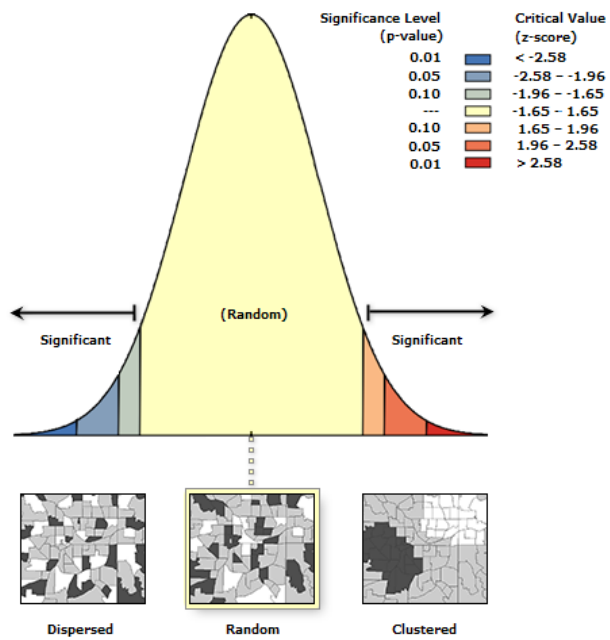 Significance Level
(p-value)
Critical Value
(z-score)
0.01 < -2.58
0.05 -2.58 – -1.96
0.10 -1.96 – -1.65
--- -1.65 – 1.65
0.10 1.65 – 1.96
0.05 1.96 – 2.58
0.01 > 2.58
(Random)
Significant
Significant
Dispersed
Random
Clustered